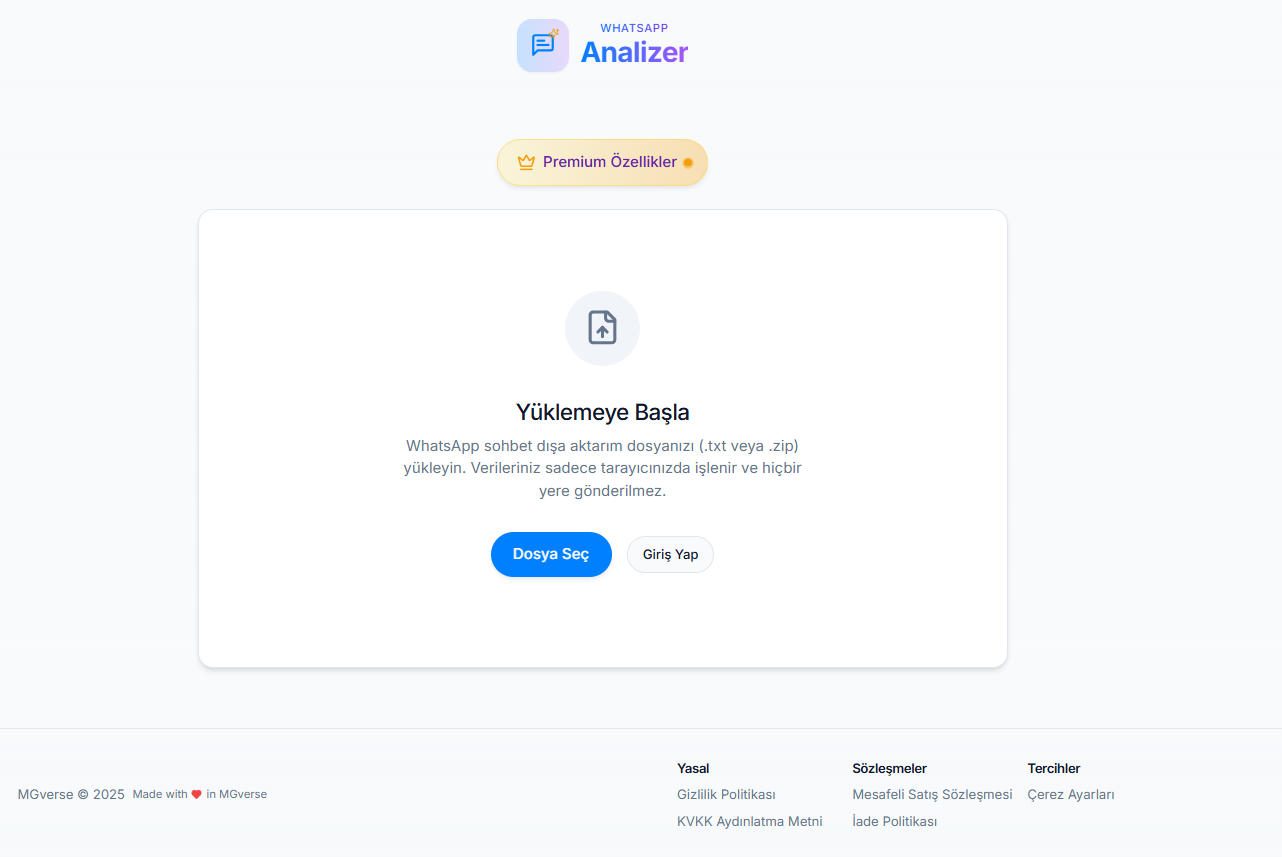 WHATSAPP
Analizer
Premium Özellikler
Yüklemeye Başla
WhatsApp sohbet dışa aktarım dosyanızı (.txt veya .zip)
yükleyin. Verileriniz sadece tarayıcınızda işlenir ve hiçbir
yere gönderilmez.
Dosya Seç
Giriş Yap
MGverse © 2025 Made with ❤ in MGverse
Yasal
Gizlilik Politikası
KVKK Aydınlatma Metni
Sözleşmeler
Mesafeli Satış Sözleşmesi
İade Politikası
Tercihler
Çerez Ayarları